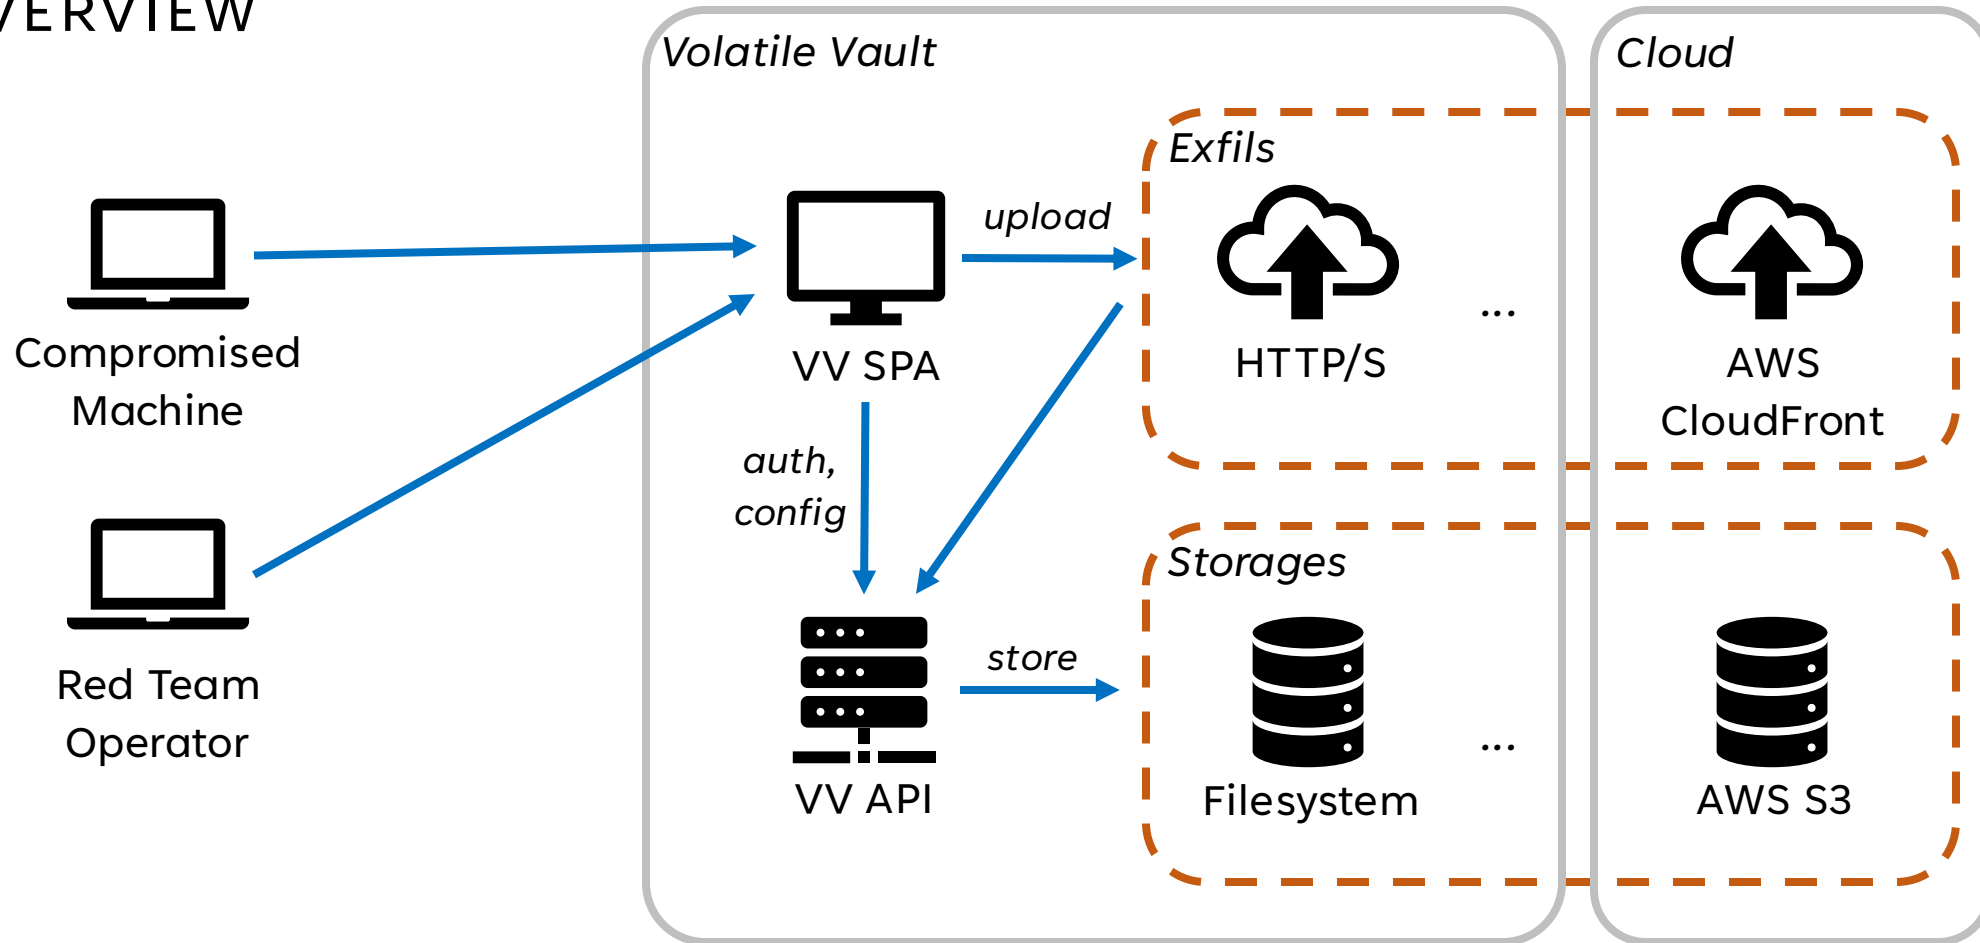 VERVIEW
Volatile Vault
Cloud
Exfils
upload
Compromised
Machine
VV SPA
HTTP/S
...
AWS
CloudFront
auth,
config
Storages
Red Team
Operator
store
VV API
Filesystem
...
AWS S3